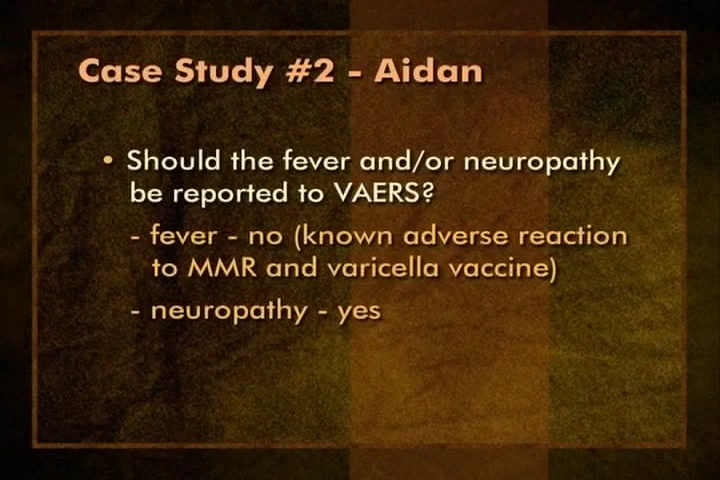 Case Study #2 - Aidan
• Should the fever and/or neuropathy
be reported to VAERS?
- fever - no (known adverse reaction
to MMR and varicella vaccine)
- neuropathy - yes